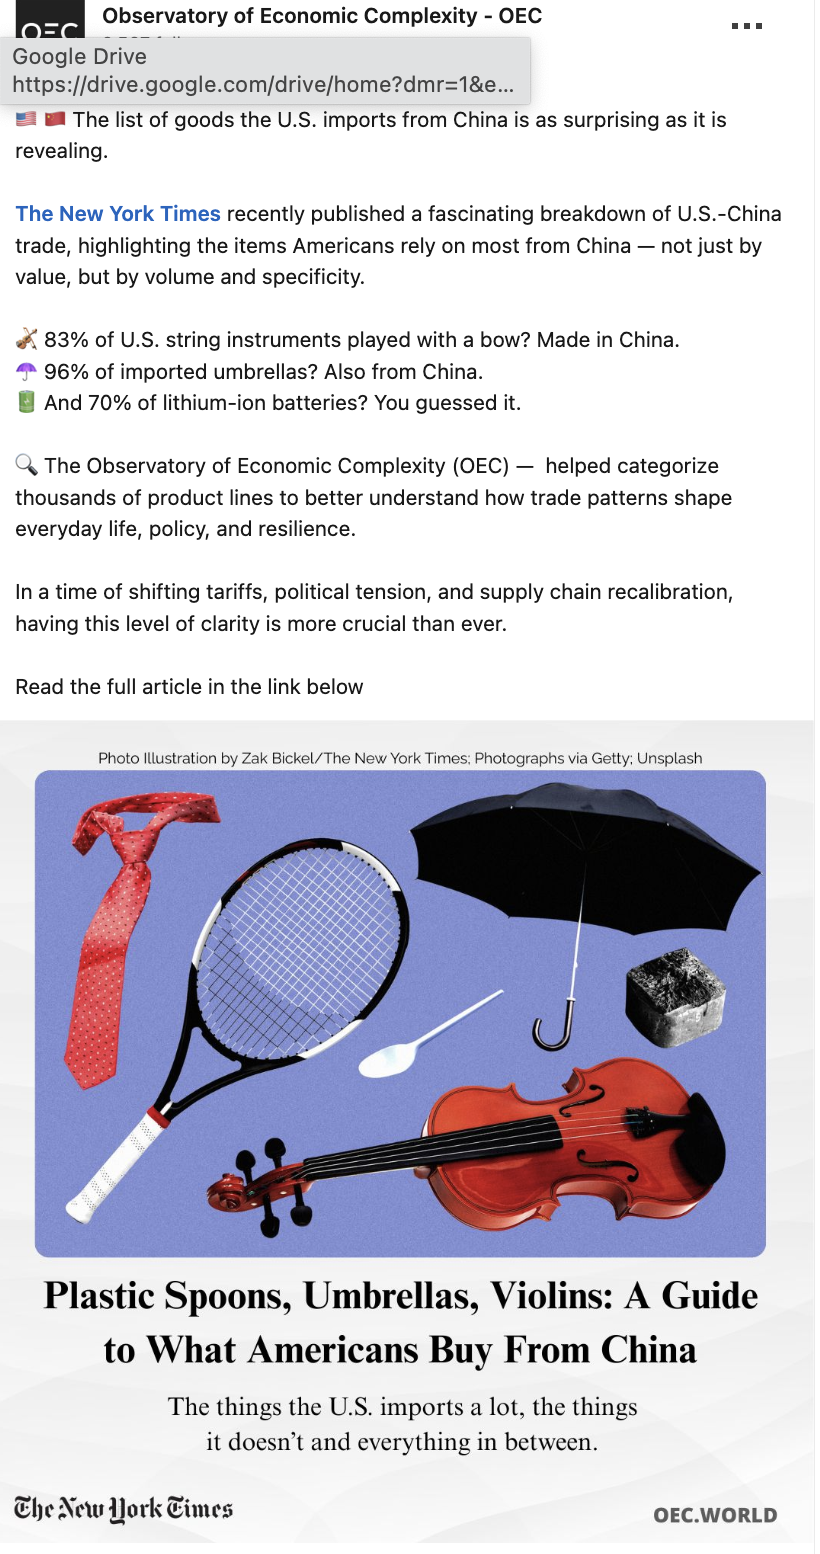 OEC
Observatory of Economic Complexity - OEC
Google Drive
https://drive.google.com/drive/home?dmr=1&e...
🇺🇸 🇨🇳 The list of goods the U.S. imports from China is as surprising as it is
revealing.
The New York Times recently published a fascinating breakdown of U.S.-China
trade, highlighting the items Americans rely on most from China — not just by
value, but by volume and specificity.
🎻 83% of U.S. string instruments played with a bow? Made in China.
☂️ 96% of imported umbrellas? Also from China.
🔋 And 70% of lithium-ion batteries? You guessed it.
🔍 The Observatory of Economic Complexity (OEC) —  helped categorize
thousands of product lines to better understand how trade patterns shape
everyday life, policy, and resilience.
In a time of shifting tariffs, political tension, and supply chain recalibration,
having this level of clarity is more crucial than ever.
Read the full article in the link below
Photo Illustration by Zak Bickel/The New York Times; Photographs via Getty; Unsplash
Plastic Spoons, Umbrellas, Violins: A Guide
to What Americans Buy From China
The things the U.S. imports a lot, the things
it doesn’t and everything in between.
The New York Times
OEC.WORLD